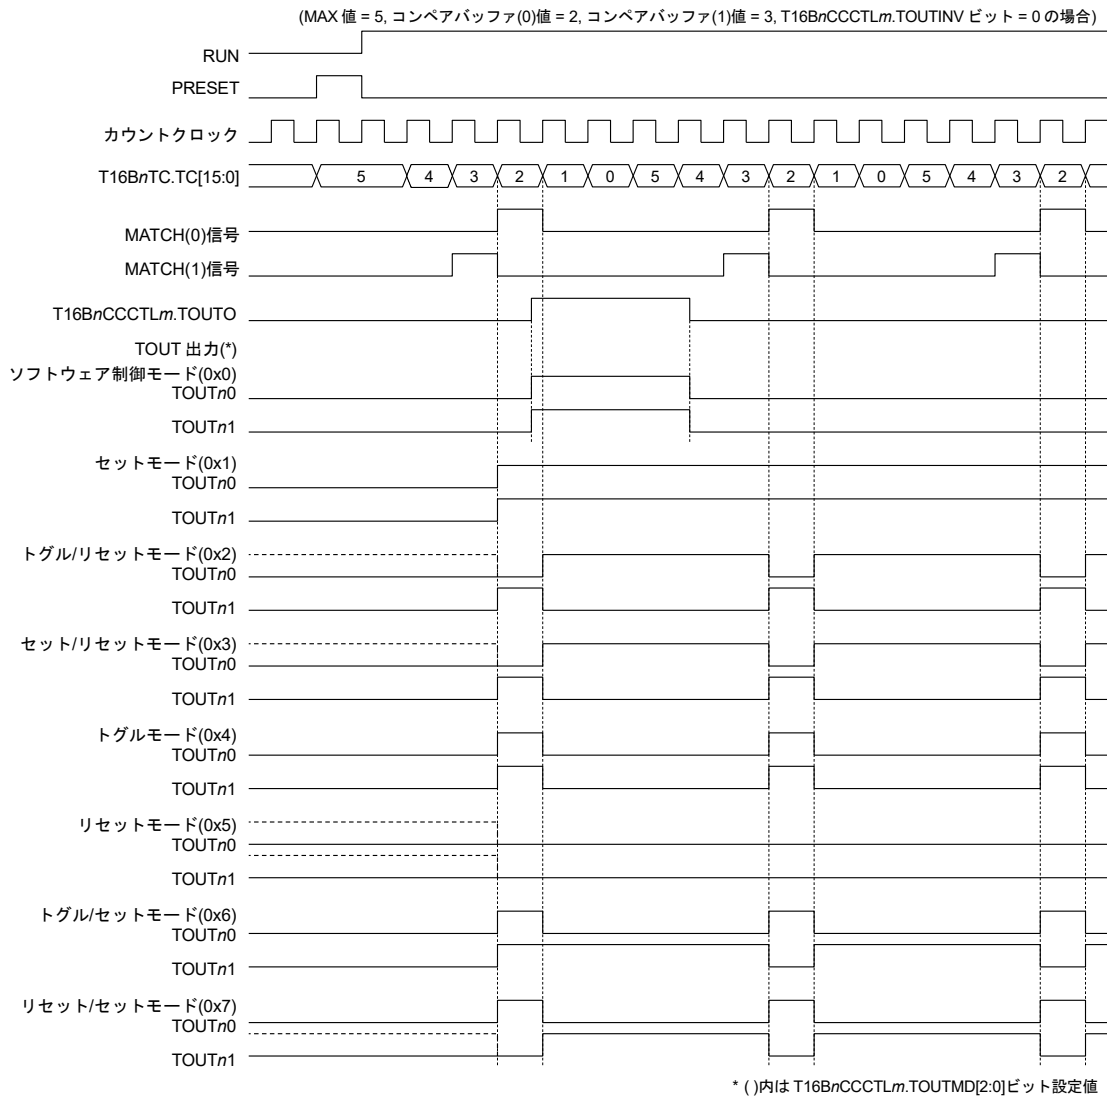 (MAX 値 = 5, コンペアバッファ(0)値 = 2, コンペアバッファ(1)値 = 3, T16BnCCCTLm.TOUTINV ビット = 0 の場合)
RUN
PRESET
カウントクロック
T16BnTC.TC[15:0] 5 4 3 2 1 0 5 4 3 2 1 0 5 4 3 2
MATCH(0)信号
MATCH(1)信号
T16BnCCCTLm.TOUTO
TOUT 出力(*)
ソフトウェア制御モード(0x0)
TOUTn0
TOUTn1
セットモード(0x1)
TOUTn0
TOUTn1
トグル/リセットモード(0x2)
TOUTn0
TOUTn1
セット/リセットモード(0x3)
TOUTn0
TOUTn1
トグルモード(0x4)
TOUTn0
TOUTn1
リセットモード(0x5)
TOUTn0
TOUTn1
トグル/セットモード(0x6)
TOUTn0
TOUTn1
リセット/セットモード(0x7)
TOUTn0
TOUTn1
* ( )内は T16BnCCCTLm.TOUTMD[2:0]ビット設定値